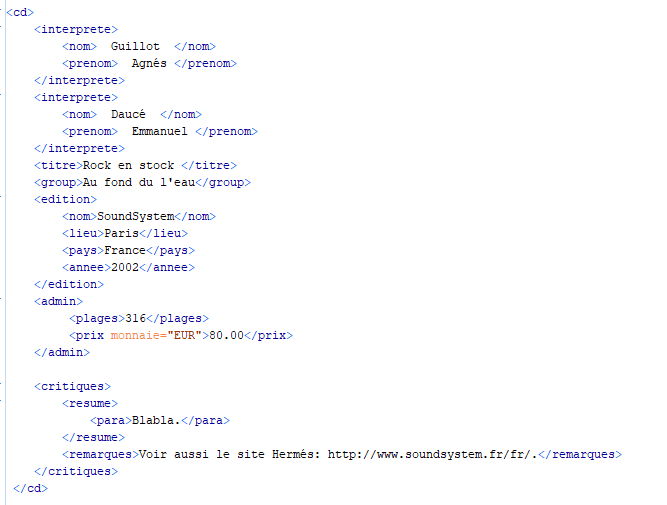 <cd>
<interprete>
<nom>  Guillot  </nom>
<prenom>  Agnés </prenom>
</interprete>
<interprete>
<nom>  Daucé  </nom>
<prenom>  Emmanuel </prenom>
</interprete>
<titre>Rock en stock </titre>
<group>Au fond du l'eau</group>
<edition>
<nom>SoundSystem</nom>
<lieu>Paris</lieu>
<pays>France</pays>
<annee>2002</annee>
</edition>
<admin>
<plages>316</plages>
<prix monnaie="EUR">80.00</prix>
</admin>
<critiques>
<resume>
<para>Blabla.</para>
</resume>
<remarques>Voir aussi le site Hermés: http://www.soundsystem.fr/fr/.</remarques>
</critiques>
</cd>